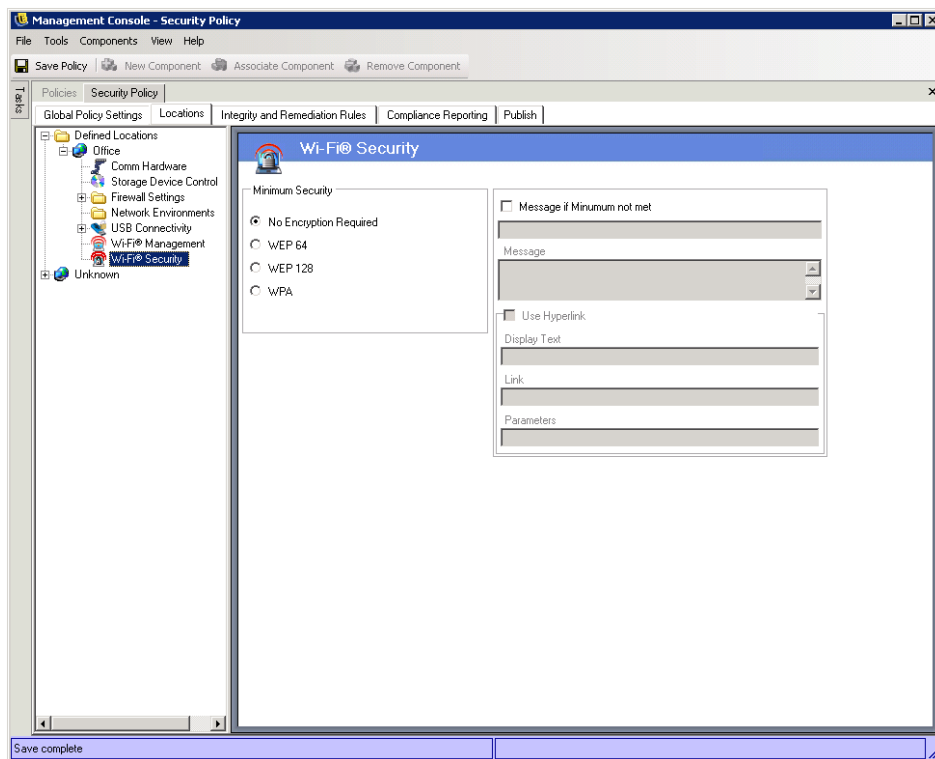 Management Console - Security Policy
File Tools Components View Help
Save Policy New Component Associate Component Remove Component
Tasks
Policies Security Policy
Global Policy Settings Locations Integrity and Remediation Rules Compliance Reporting Publish
Defined Locations
Office
Comm Hardware
Storage Device Control
Firewall Settings
Network Environments
USB Connectivity
Wi-Fi® Management
Wi-Fi® Security
Unknown
Wi-Fi® Security
Minimum Security
No Encryption Required
WEP 64
WEP 128
WPA
Message if Minumum not met
Message
Use Hyperlink
Display Text
Link
Parameters
Save complete